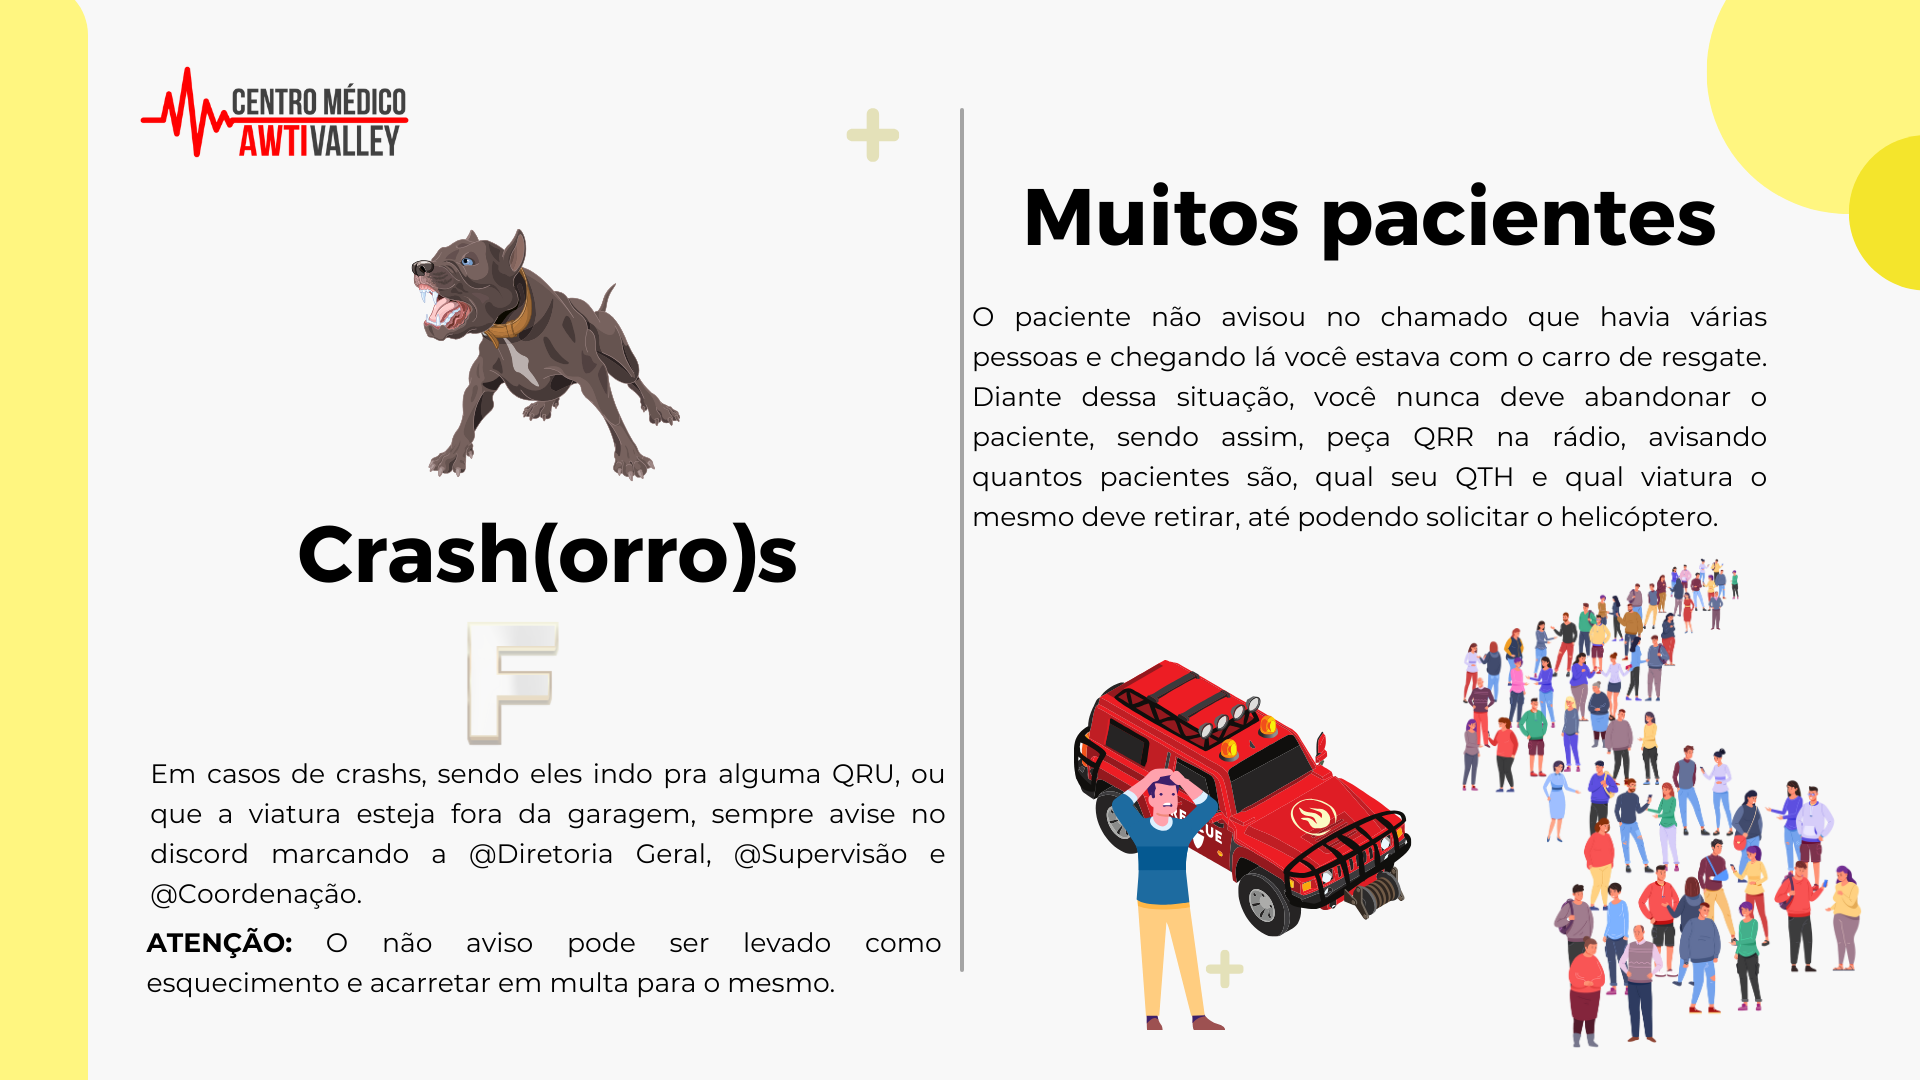 CENTRO MÉDICO
AWTIVALLEY
Crash(orro)s
F
Em casos de crashs, sendo eles indo pra alguma QRU, ou
que a viatura esteja fora da garagem, sempre avise no
discord marcando a @Diretoria Geral, @Supervisão e
@Coordenação.
ATENÇÃO: O não aviso pode ser levado como
esquecimento e acarretar em multa para o mesmo.
Muitos pacientes
O paciente não avisou no chamado que havia várias
pessoas e chegando lá você estava com o carro de resgate.
Diante dessa situação, você nunca deve abandonar o
paciente, sendo assim, peça QRR na rádio, avisando
quantos pacientes são, qual seu QTH e qual viatura o
mesmo deve retirar, até podendo solicitar o helicóptero.